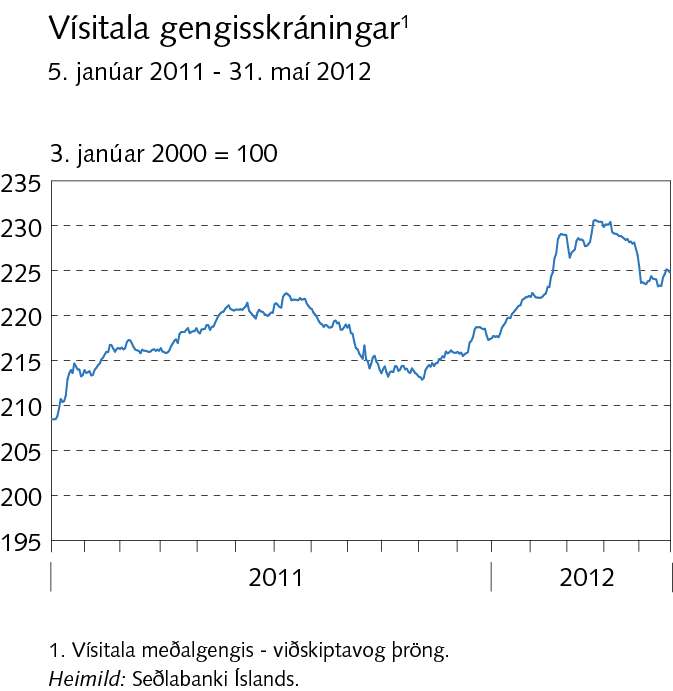 Vísitala gengisskráningar¹
5. janúar 2011 - 31. maí 2012
3. janúar 2000 = 100
235
230
225
220
215
210
205
200
195
2011 2012
1. Vísitala meðalgengis - viðskiptavog þröng.
Heimild: Seðlabanki Íslands.